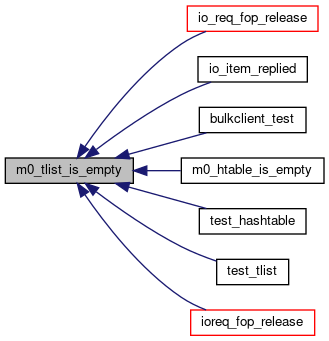 io_req_fop_release
io_item_replied
bulkclient_test
m0_tlist_is_empty
m0_htable_is_empty
test_hashtable
test_tlist
ioreq_fop_release